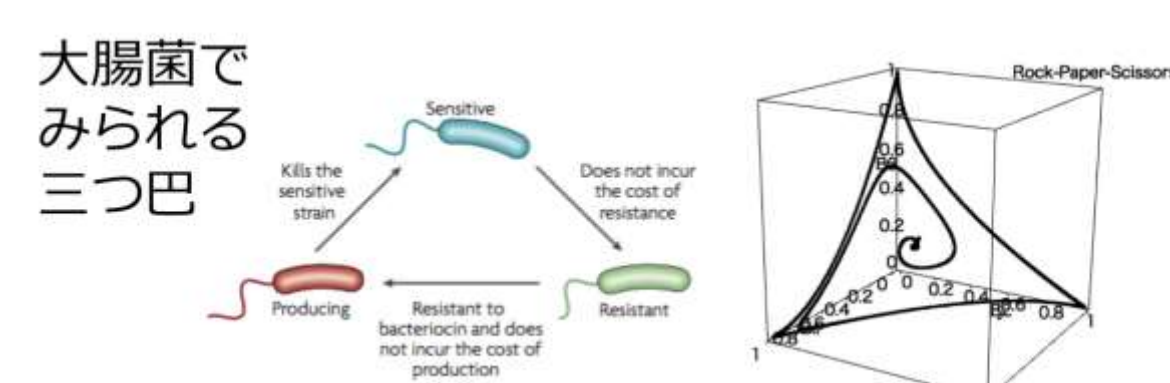 大腸菌で
みられる
三つ巴
Sensitive
Kills the
sensitive
strain
Does not incur
the cost of
resistance
Producing
Resistant to
bacteriocin and does
not incur the cost of
production
Resistant
Rock-Paper-Scissors
1
0.8
0.6
0.4
0.2
0
0
0.2
0.4
0.6
0.8
1
0
0.2
0.4
0.6
0.8
1